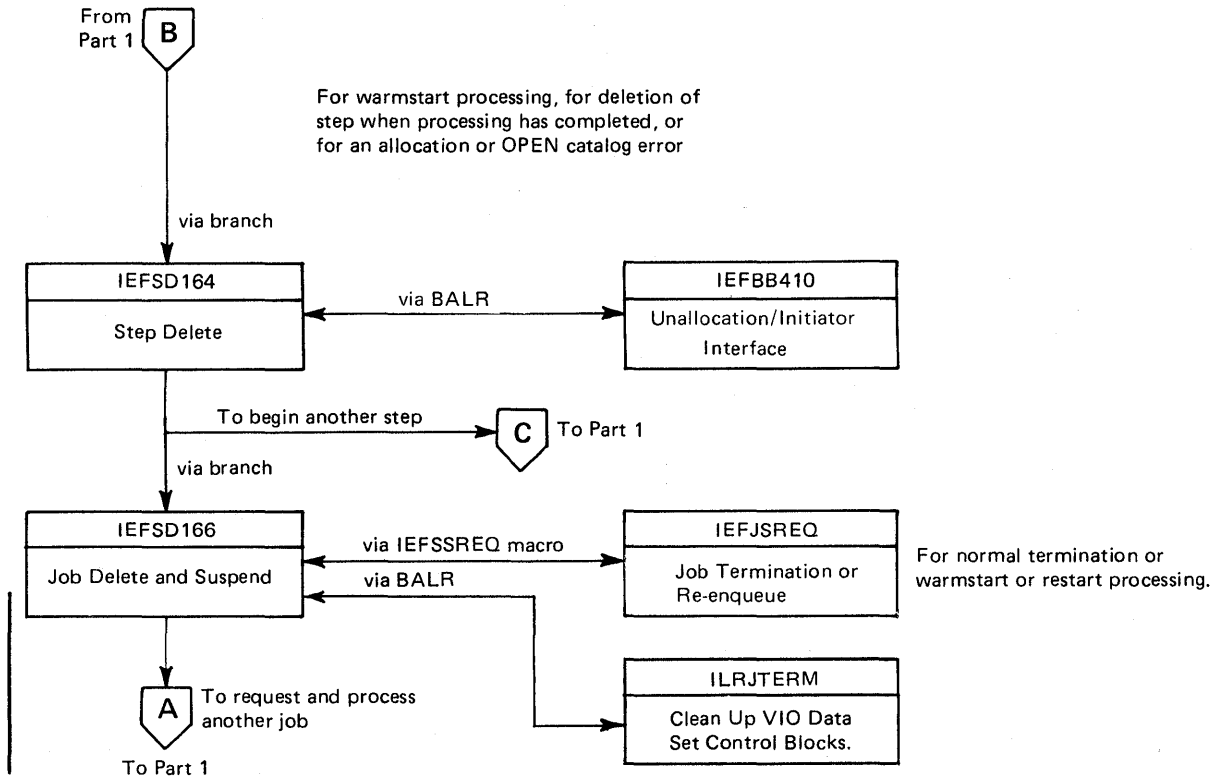 From
Part 1
B
For warmstart processing, for deletion of
step when processing has completed, or
for an allocation or OPEN catalog error
via branch
IEFSD164
Step Delete
via BALR
IEFBB410
Unallocation/Initiator
Interface
To begin another step
C
To Part 1
via branch
IEFSD166
Job Delete and Suspend
via IEFSSREQ macro
via BALR
IEFJSREQ
Job Termination or
Re-enqueue
For normal termination or
warmstart or restart processing.
A
To request and process
another job
To Part 1
ILRJTERM
Clean Up VIO Data
Set Control Blocks.